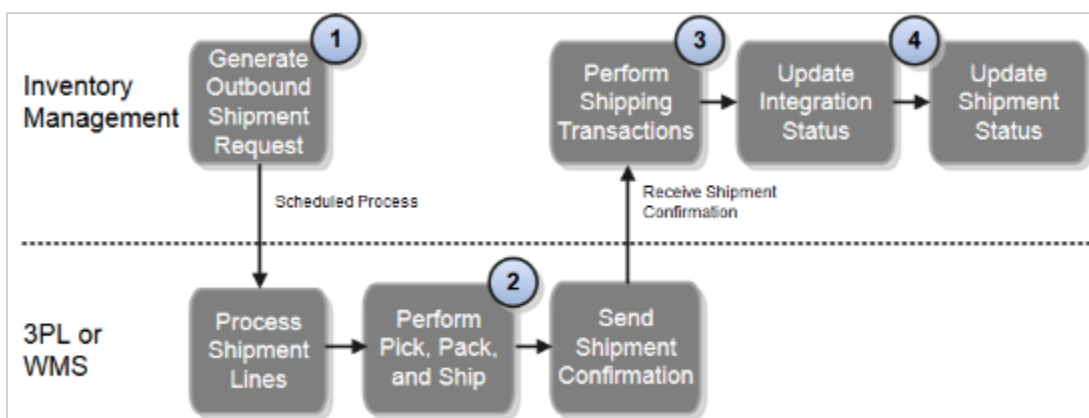 1
3
4
Generate
Outbound
Shipment
Request
Perform
Shipping
Transactions
Update
Integration
Status
Update
Shipment
Status
Inventory
Management
Scheduled Process
Receive Shipment
Confirmation
2
3PL or
WMS
Process
Shipment
Lines
Perform
Pick, Pack,
and Ship
Send
Shipment
Confirmation